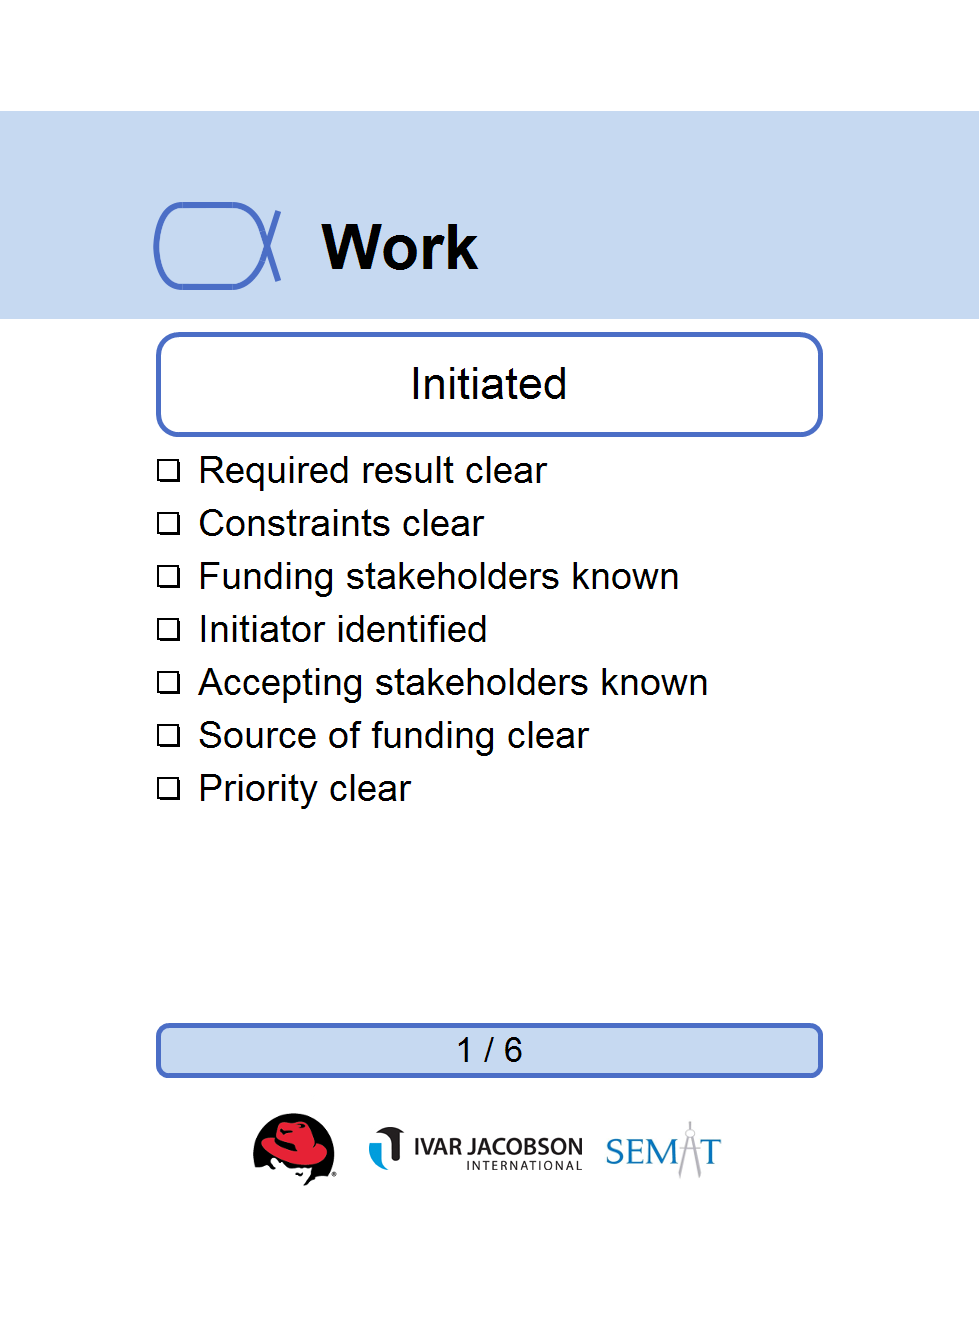 Work
Initiated
Required result clear
Constraints clear
Funding stakeholders known
Initiator identified
Accepting stakeholders known
Source of funding clear
Priority clear
1 / 6
IVAR JACOBSON
INTERNATIONAL
SEMAT